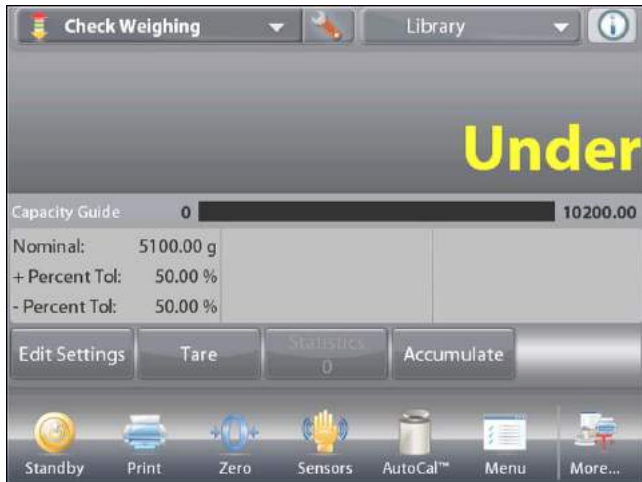 Check Weighing Library
Under
Capacity Guide 0 10200.00
Nominal: 5100.00 g
+ Percent Tol: 50.00 %
- Percent Tol: 50.00 %
Edit Settings Tare Statistics 0 Accumulate
Standby Print Zero Sensors AutoCal™ Menu More...